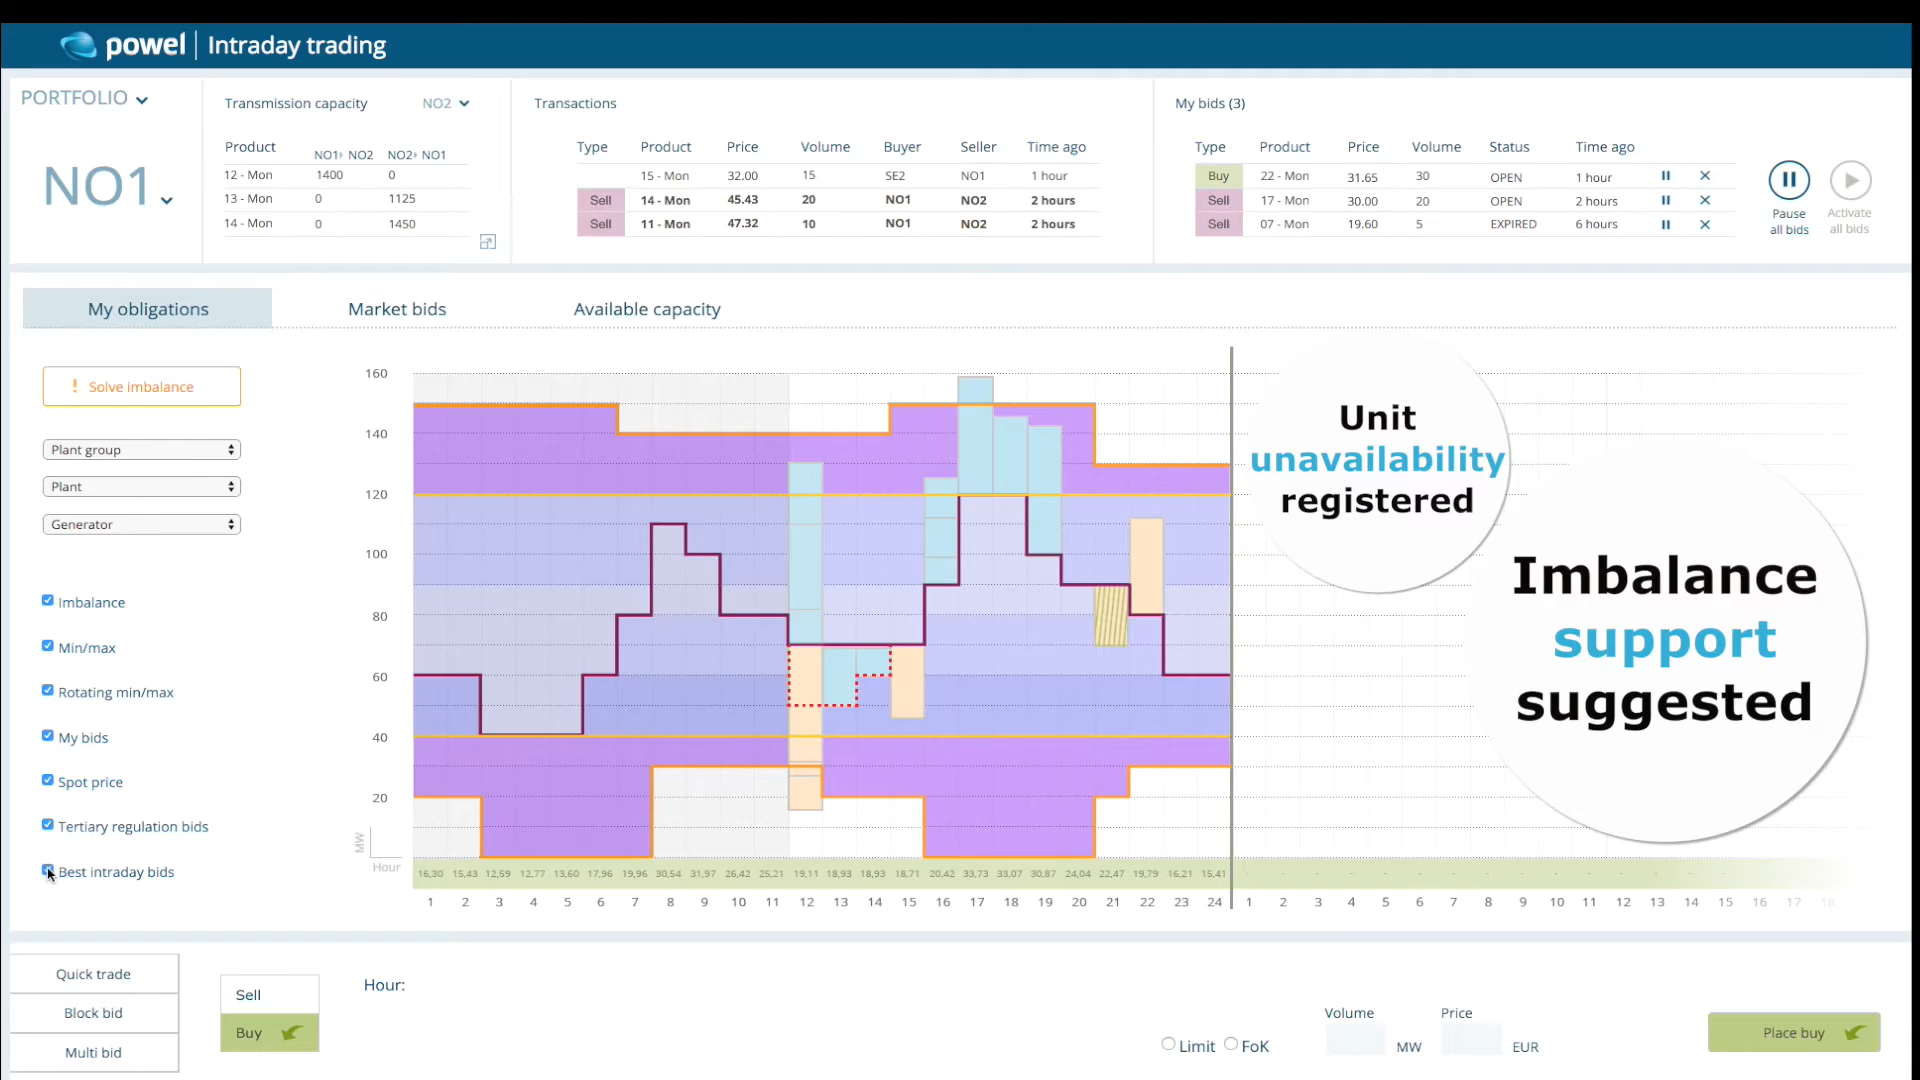 powel | Intraday trading
PORTFOLIO
NO1
Transmission capacity NO2
Product NO1 NO2 NO2 NO1
12 - Mon 1400 0
13 - Mon 0 1125
14 - Mon 0 1450
Transactions
Type Product Price Volume Buyer Seller Time ago
15 - Mon 32.00 15 SE2 NO1 1 hour
Sell 14 - Mon 45.43 20 NO1 NO2 2 hours
Sell 11 - Mon 47.32 10 NO1 NO2 2 hours
My bids (3)
Type Product Price Volume Status Time ago
Buy 22 - Mon 31.65 30 OPEN 1 hour
Sell 17 - Mon 30.00 20 OPEN 2 hours
Sell 07 - Mon 19.60 5 EXPIRED 6 hours
Pause
all bids
Activate
all bids
My obligations Market bids Available capacity
! Solve imbalance
Plant group
Plant
Generator
Imbalance
Min/max
Rotating min/max
My bids
Spot price
Tertiary regulation bids
Best intraday bids
160
140
120
100
80
60
40
20
MW
Hour
Unit
unavailability
registered
Imbalance
support
suggested
16,30 15,43 12,59 12,77 13,60 17,96 19,96 30,54 31,97 26,42 25,21 19,11 18,93 18,93 18,71 20,42 33,73 33,07 30,87 24,04 22,47 19,79 16,21 15,41
1 2 3 4 5 6 7 8 9 10 11 12 13 14 15 16 17 18 19 20 21 22 23 24 1 2 3 4 5 6 7 8 9 10 11 12 13 14 15 16 17 18
Quick trade
Block bid
Multi bid
Sell
Buy
Hour:
Limit FoK
Volume
MW
Price
EUR
Place buy